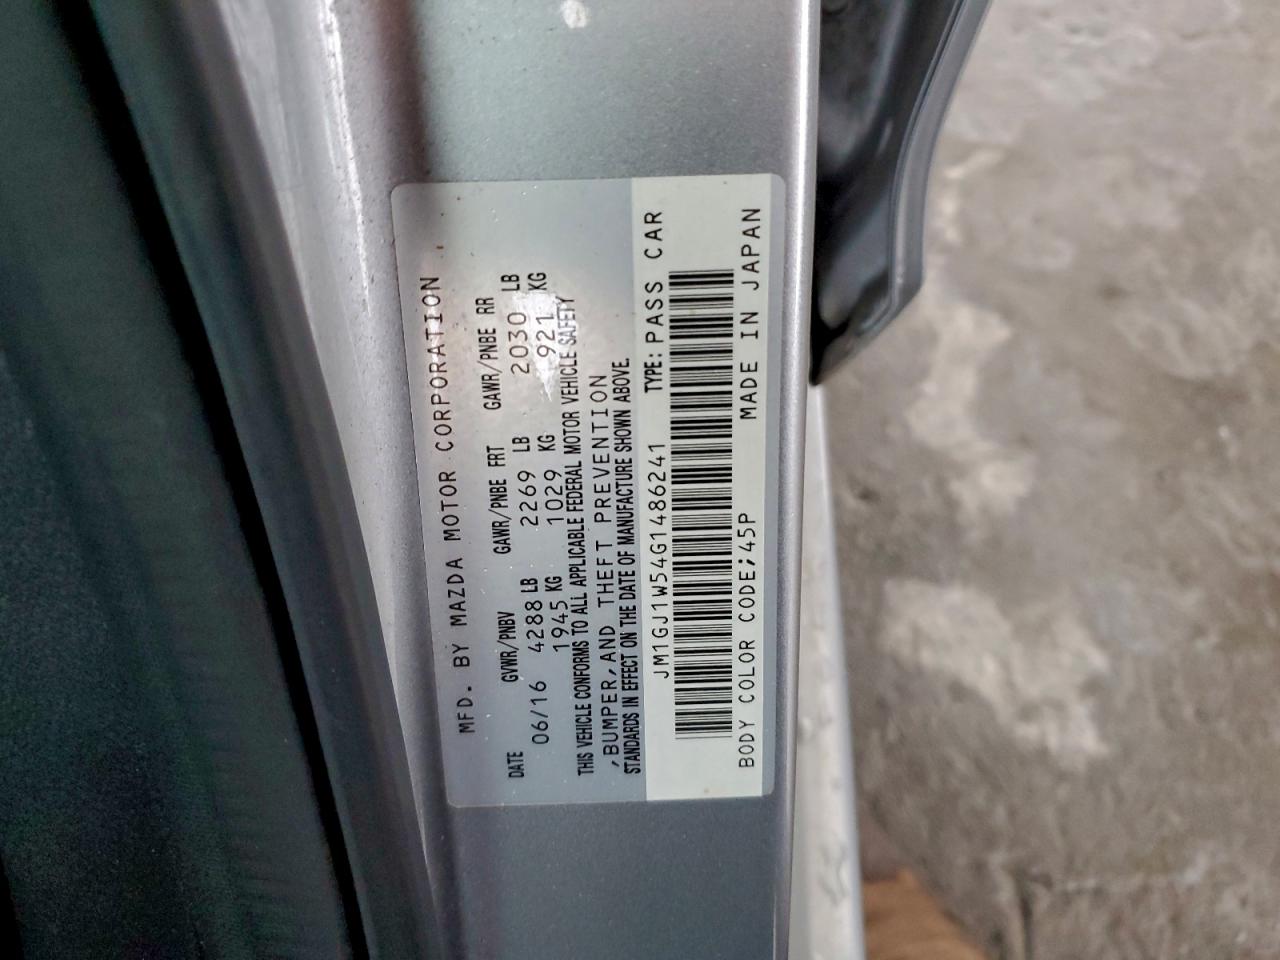 MFD. BY MAZDA MOTOR CORPORATION
DATE GVWR/PNBV GAWR/PNBE FRT GAWR/PNBE RR
06/16 4288 LB 2269 LB 2030 LB
1945 KG 1029 KG 921 KG
THIS VEHICLE CONFORMS TO ALL APPLICABLE FEDERAL MOTOR VEHICLE SAFETY
,BUMPER,AND THEFT PREVENTION
STANDARDS IN EFFECT ON THE DATE OF MANUFACTURE SHOWN ABOVE.
JM1GJ1W54G1486241 TYPE: PASS CAR
BODY COLOR CODE;45P MADE IN JAPAN